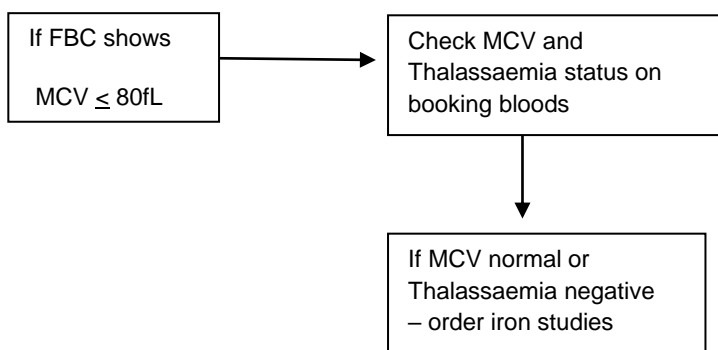 If FBC shows
MCV ≤ 80fL
Check MCV and
Thalassaemia status on
booking bloods
If MCV normal or
Thalassaemia negative
– order iron studies